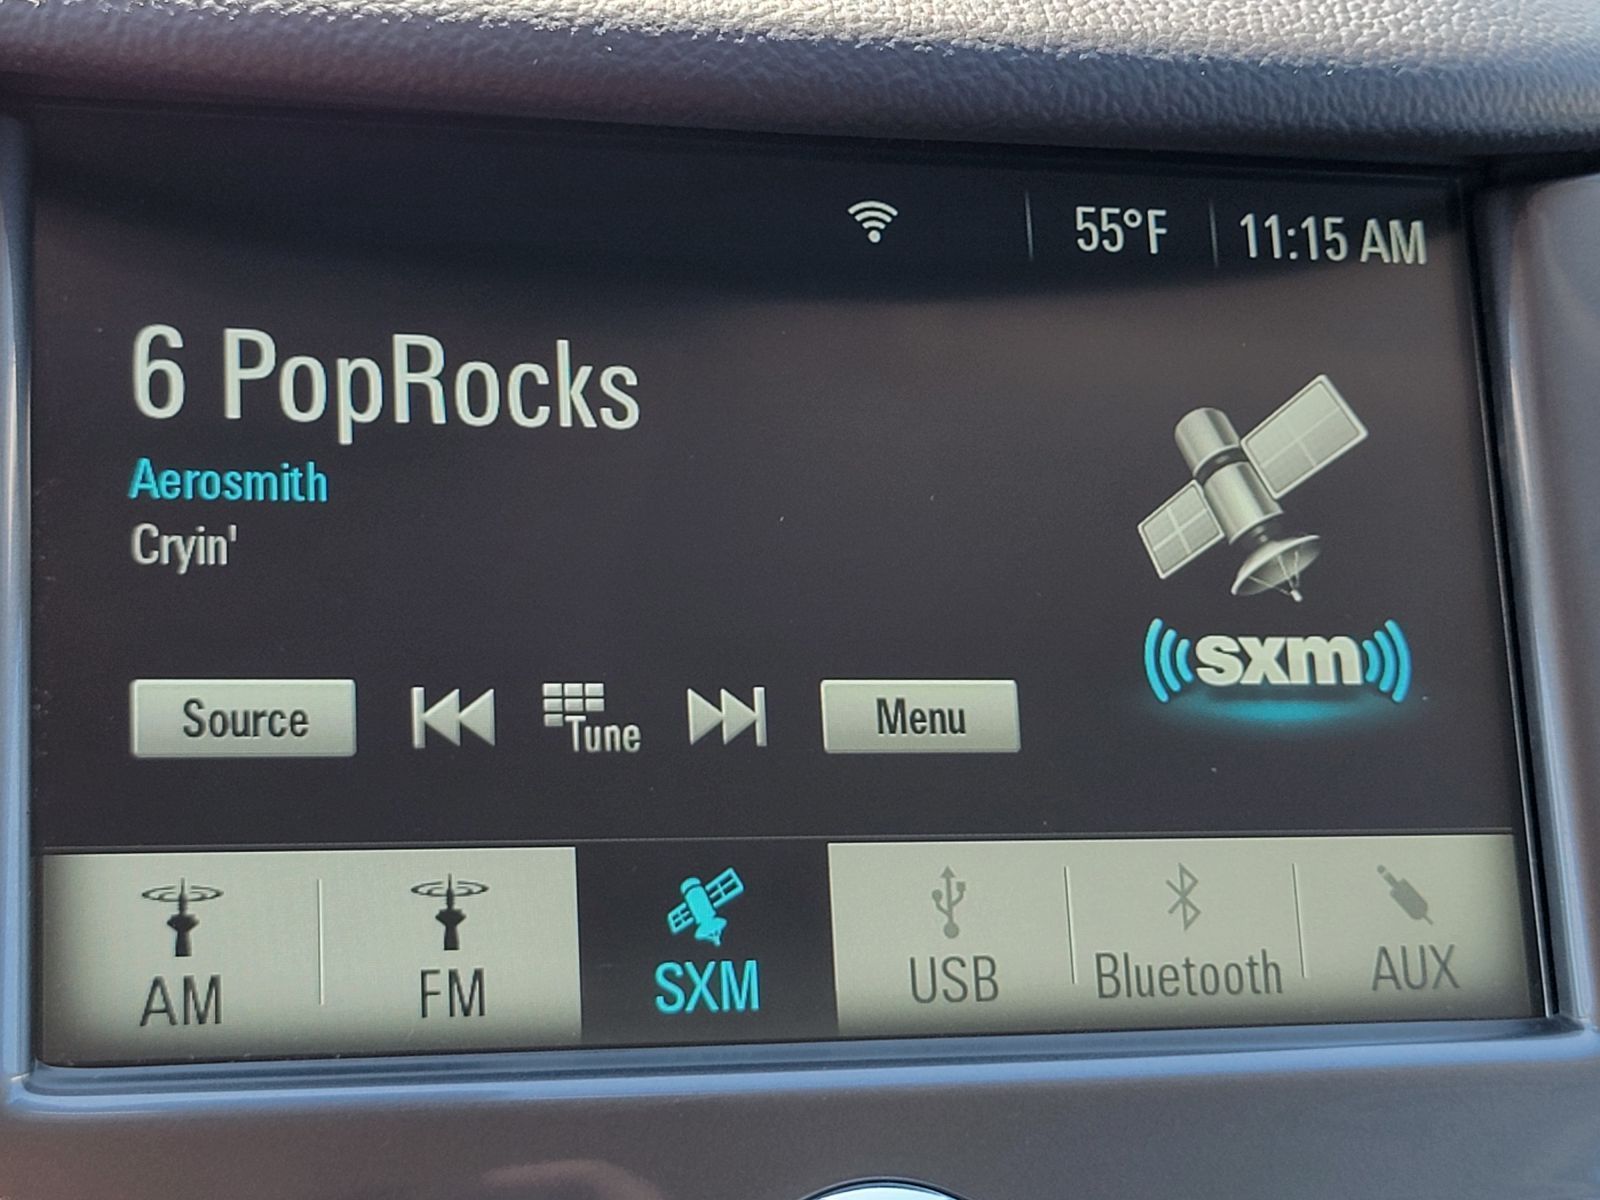 55°F 11:15 AM
6 PopRocks
Aerosmith
Cryin'
sxm
Source Tune Menu
AM FM SXM USB Bluetooth AUX